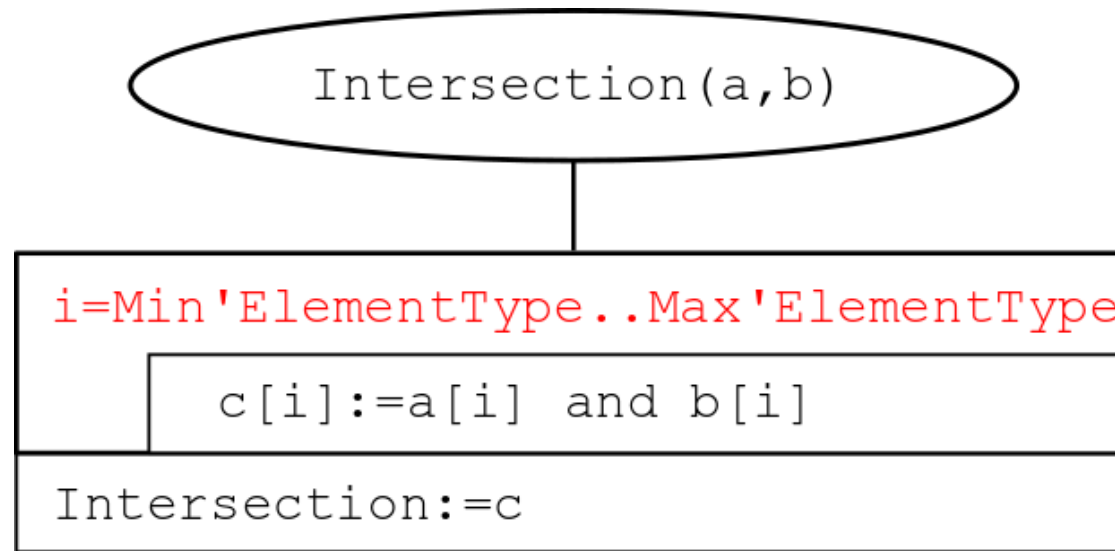 Intersection(a,b)
i=Min'ElementType..Max'ElementType
c[i]:=a[i] and b[i]
Intersection:=c